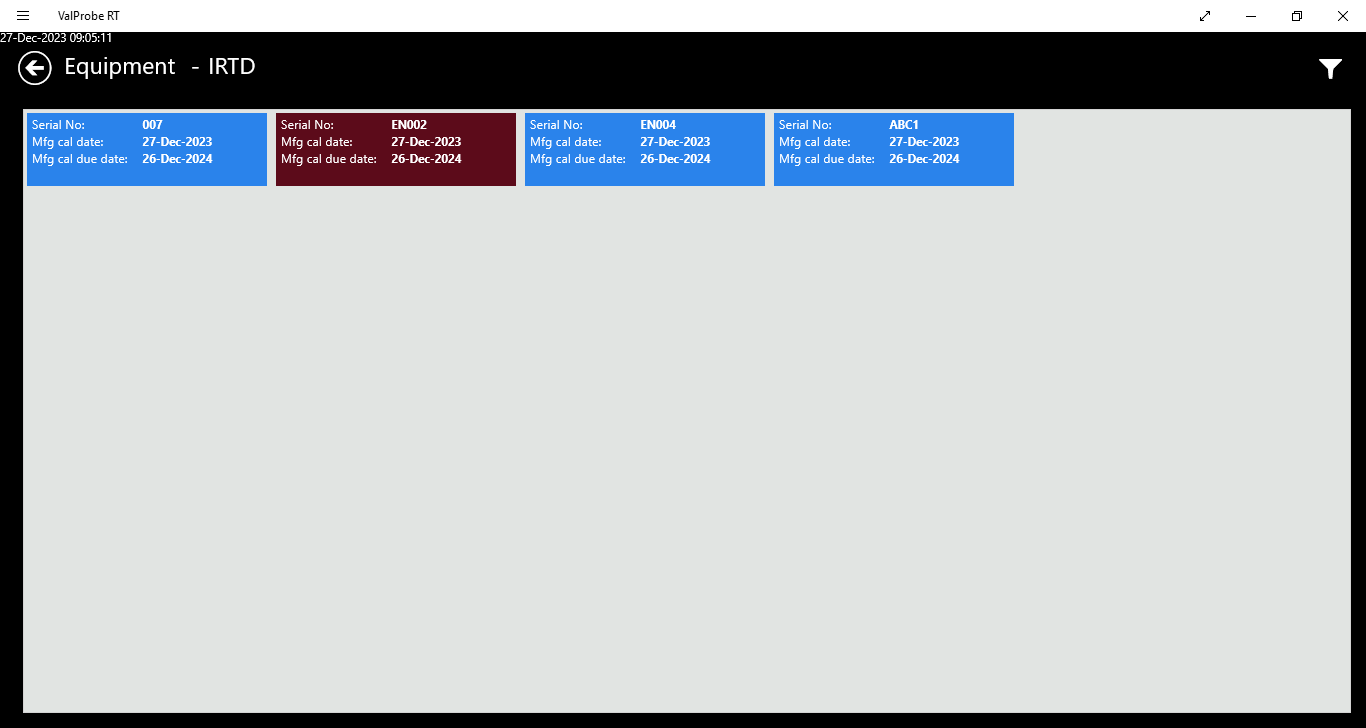 ValProbe RT
27-Dec-2023 09:05:11
Equipment - IRTD
Serial No: 007
Mfg cal date: 27-Dec-2023
Mfg cal due date: 26-Dec-2024
Serial No: EN002
Mfg cal date: 27-Dec-2023
Mfg cal due date: 26-Dec-2024
Serial No: EN004
Mfg cal date: 27-Dec-2023
Mfg cal due date: 26-Dec-2024
Serial No: ABC1
Mfg cal date: 27-Dec-2023
Mfg cal due date: 26-Dec-2024